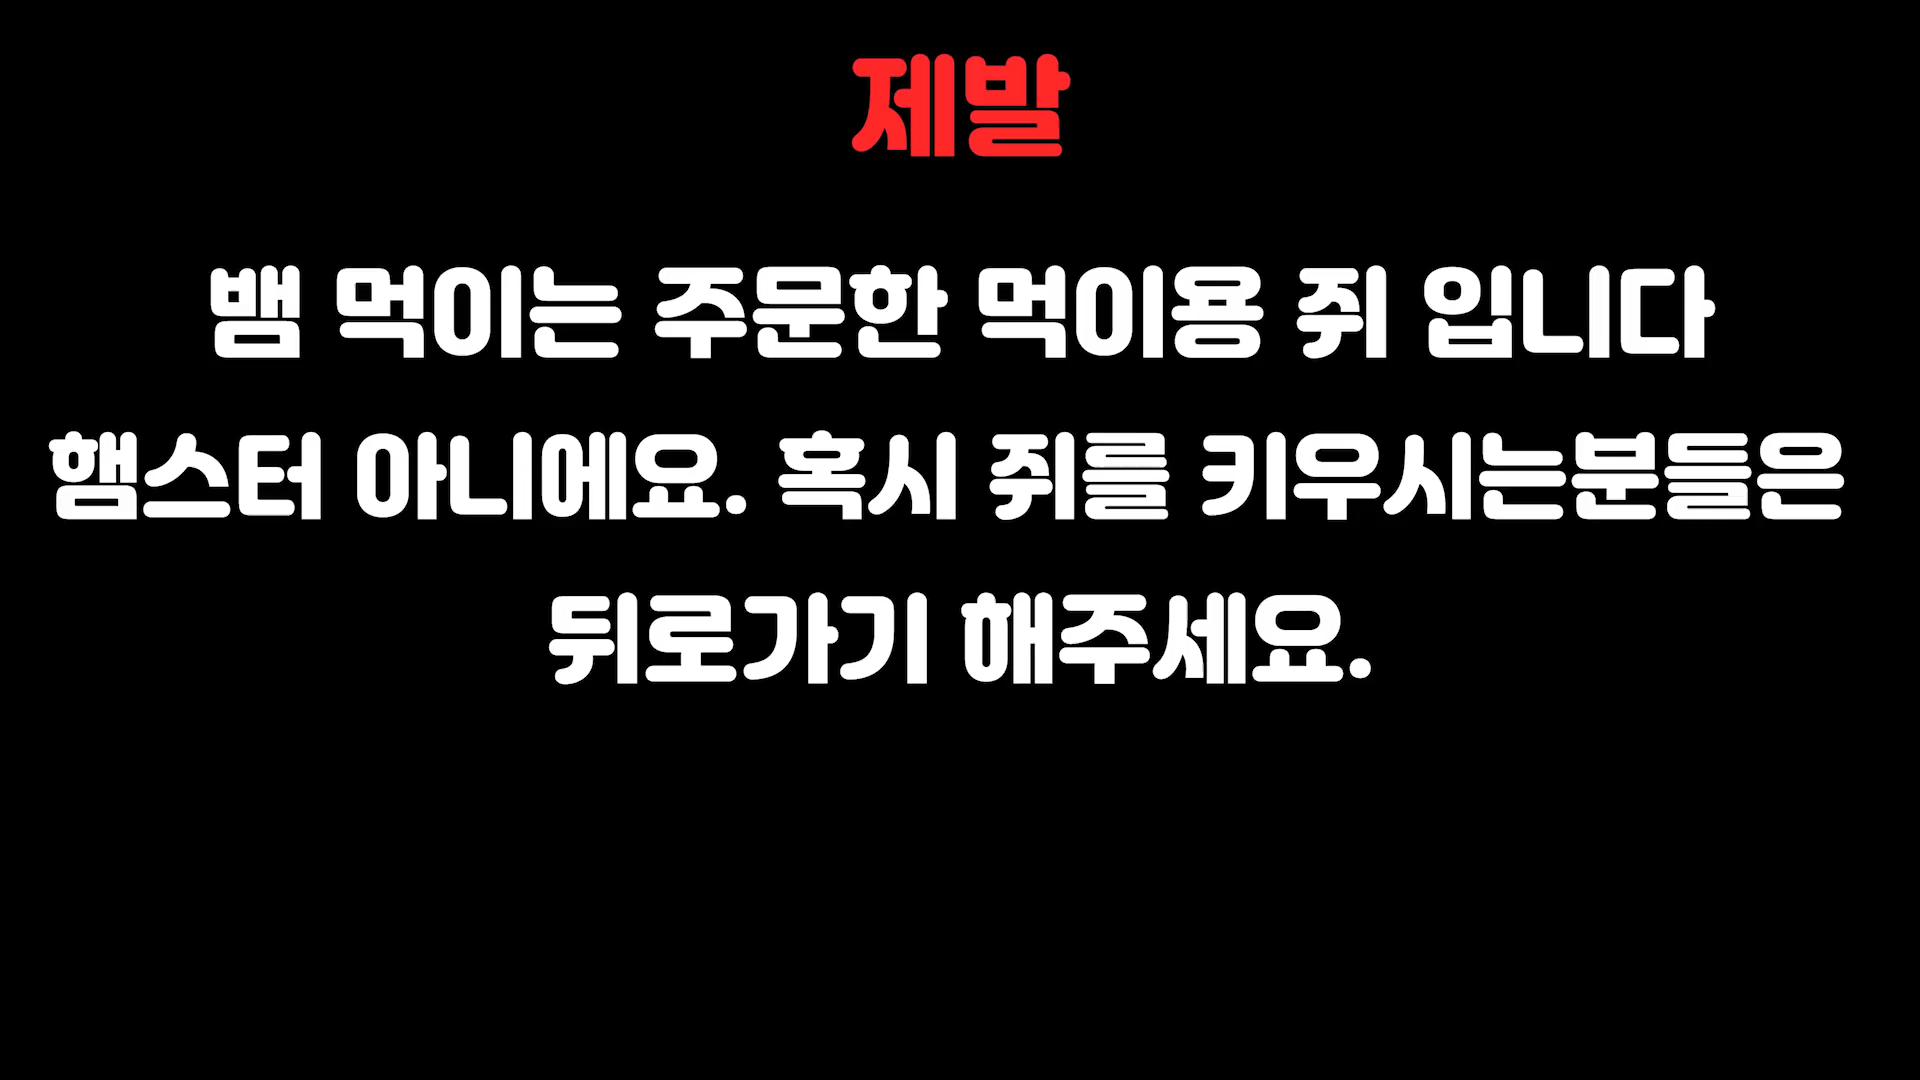 제발
뱀 먹이는 주문한 먹이용 쥐 입니다
햄스터 아니에요. 혹시 쥐를 키우시는분들은
뒤로가기 해주세요.